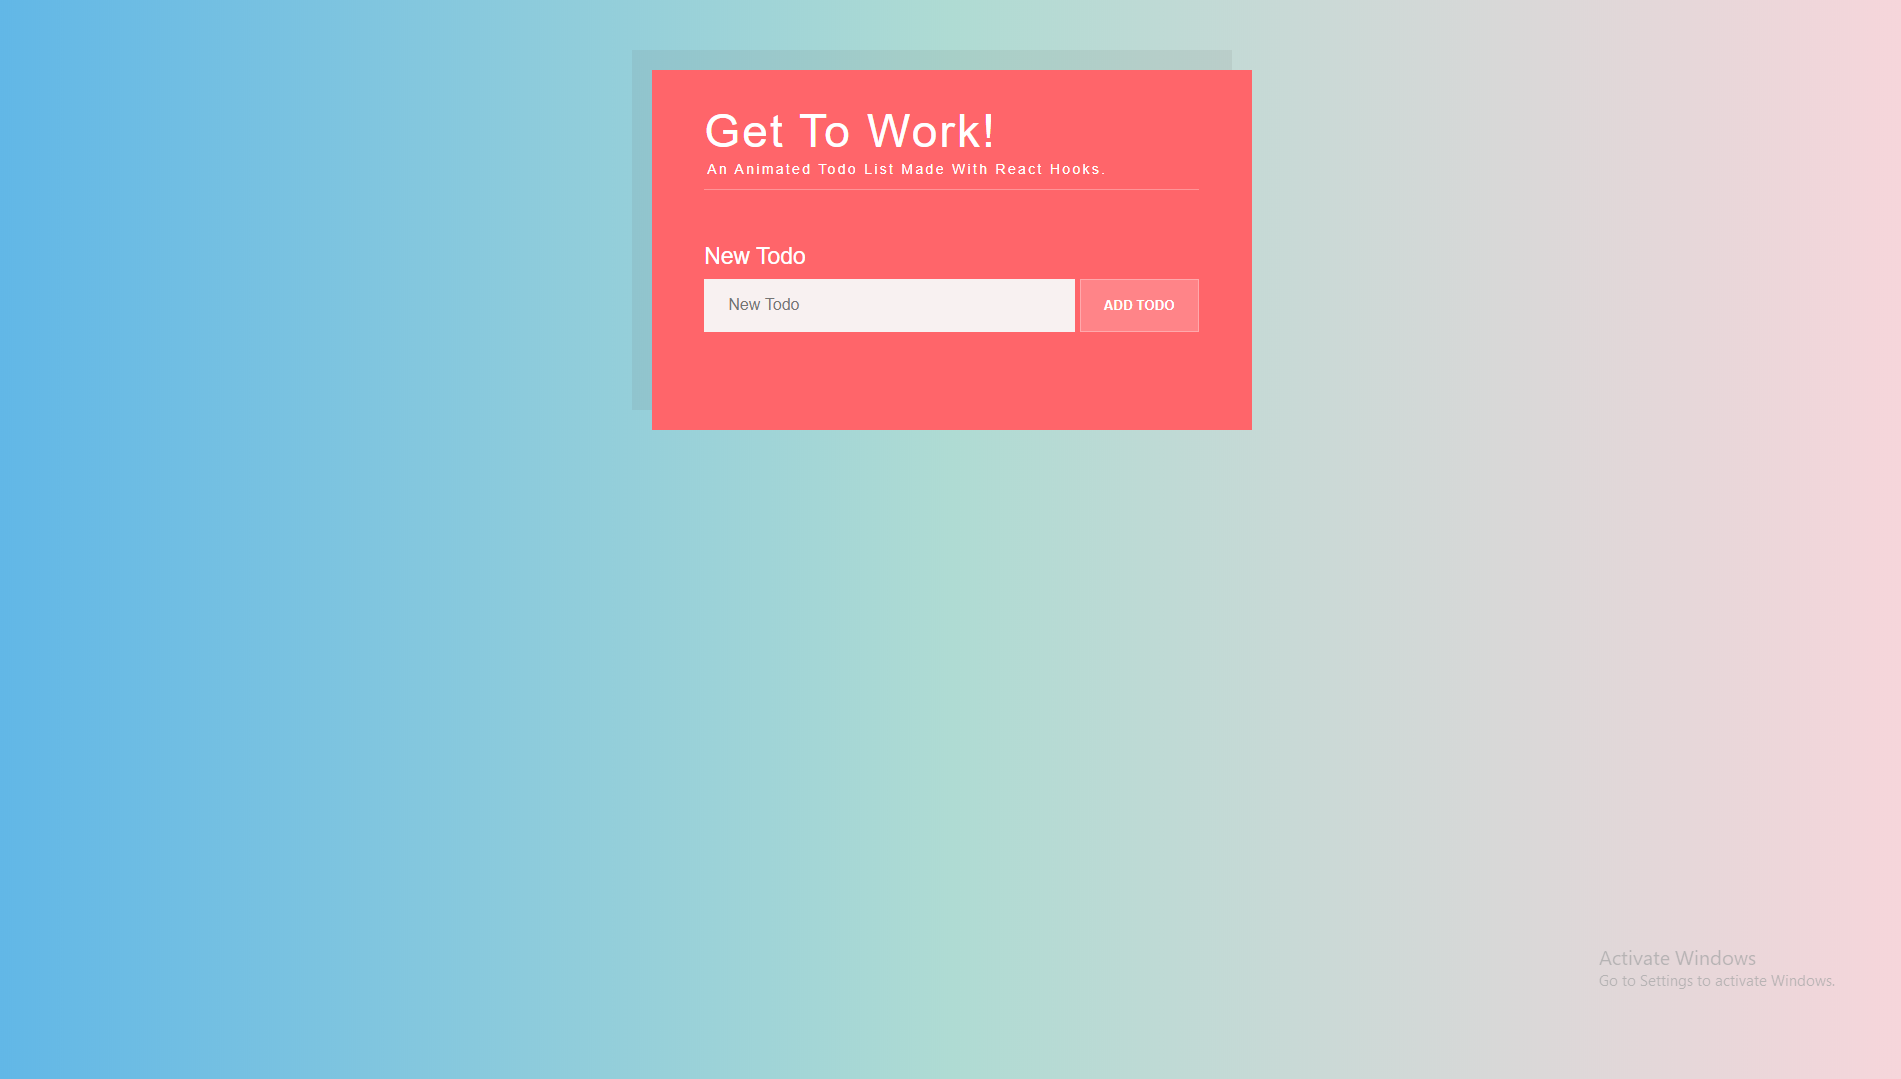 Get To Work!
An Animated Todo List Made With React Hooks.
New Todo
New Todo
ADD TODO
Activate Windows
Go to Settings to activate Windows.